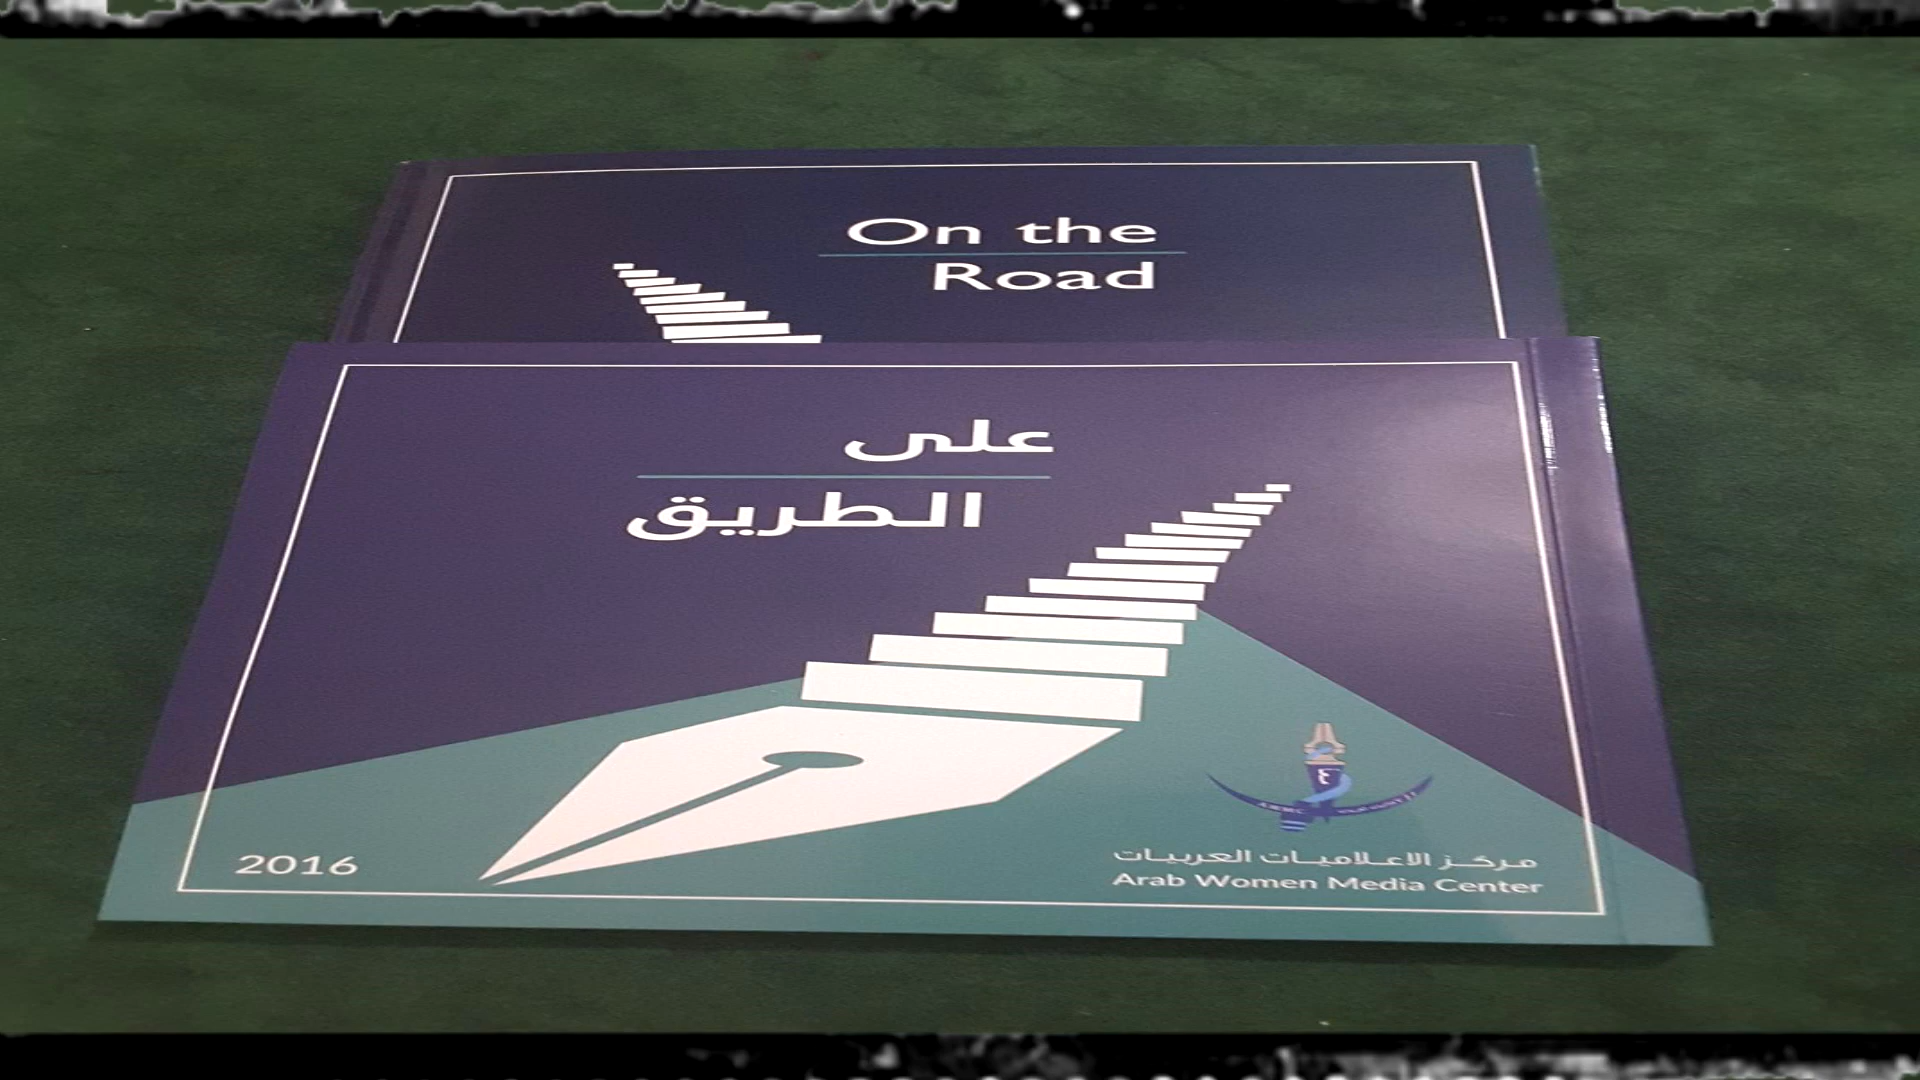 On the
Road
على
الطريق
2016
مركز الاعلاميات العربيات
Arab Women Media Center